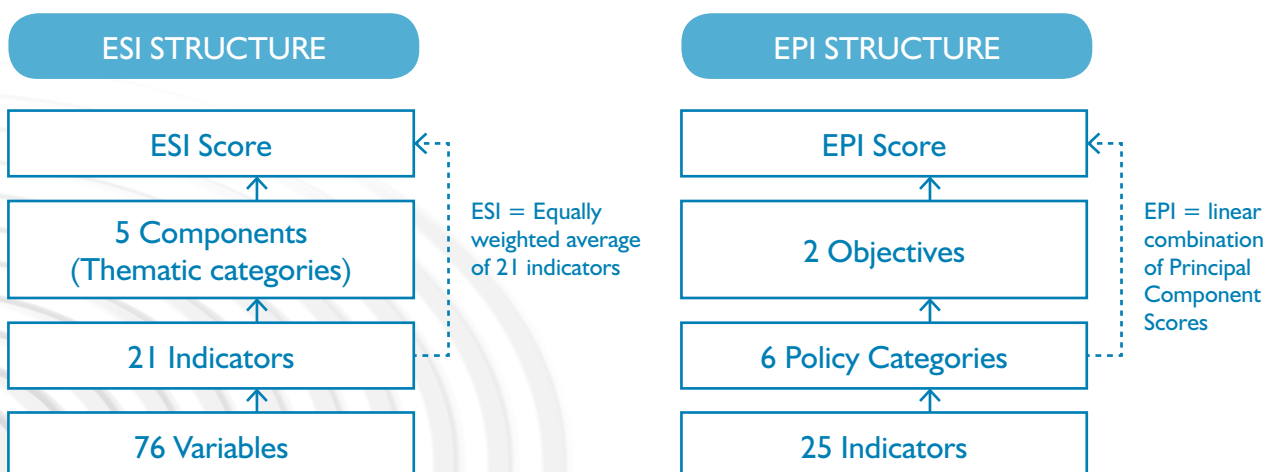 ESI STRUCTURE
ESI Score
5 Components
(Thematic categories)
21 Indicators
76 Variables
ESI = Equally
weighted average
of 21 indicators
EPI STRUCTURE
EPI Score
2 Objectives
6 Policy Categories
25 Indicators
EPI = linear
combination
of Principal
Component
Scores